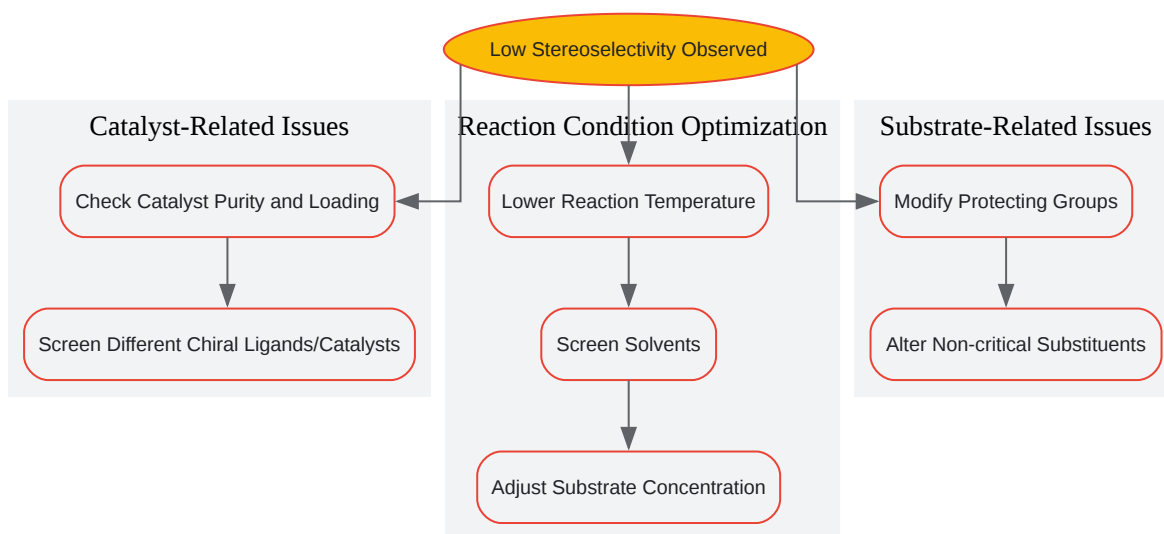 Low Stereoselectivity Observed
Catalyst-Related Issues
Check Catalyst Purity and Loading
Screen Different Chiral Ligands/Catalysts
Reaction Condition Optimization
Lower Reaction Temperature
Screen Solvents
Adjust Substrate Concentration
Substrate-Related Issues
Modify Protecting Groups
Alter Non-critical Substituents